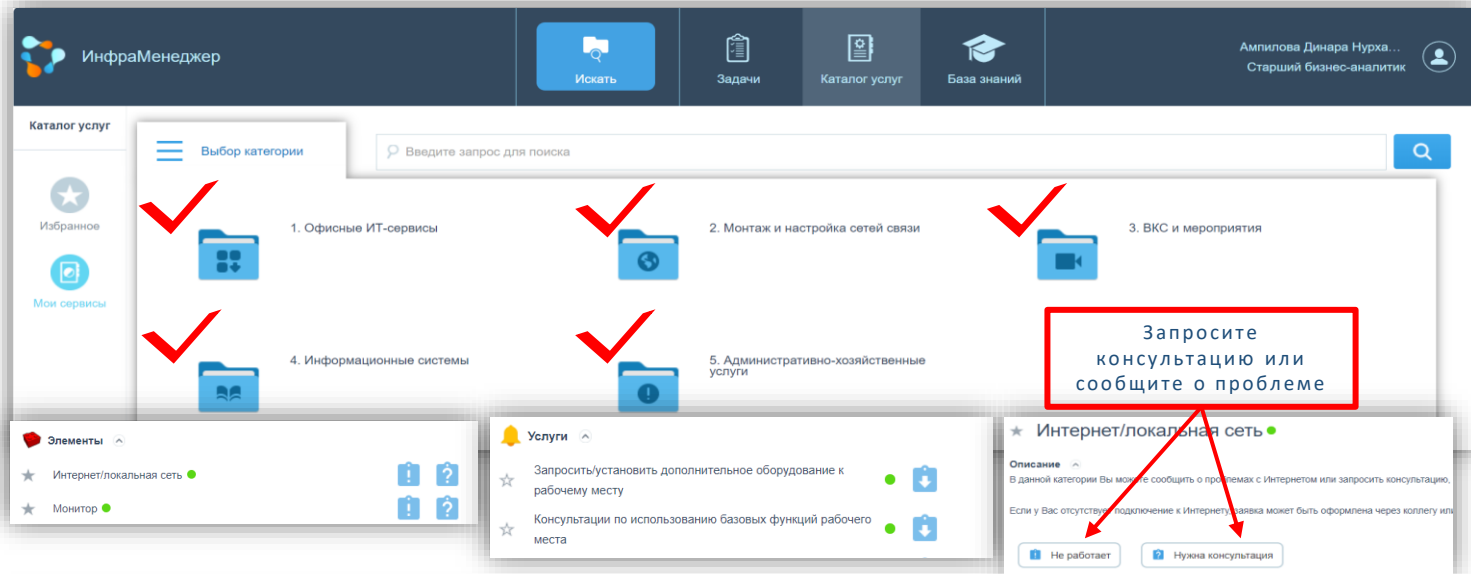 ИнфраМенеджер
Искать
Задачи
Каталог услуг
База знаний
Ампилова Динара Нурха...
Старший бизнес-аналитик
Каталог услуг
Избранное
Мои сервисы
Выбор категории
Введите запрос для поиска
1. Офисные ИТ-сервисы
2. Монтаж и настройка сетей связи
3. ВКС и мероприятия
4. Информационные системы
5. Административно-хозяйственные
услуги
Запросите
консультацию или
сообщите о проблеме
Элементы
Интернет/локальная сеть
Монитор
Услуги
Запросить/установить дополнительное оборудование к
рабочему месту
Консультации по использованию базовых функций рабочего
места
Интернет/локальная сеть
Описание
В данной категории Вы можете сообщить о проблемах с Интернетом или запросить консультацию,
Если у Вас отсутствует подключение к Интернету, заявка может быть оформлена через коллегу или
Не работает
Нужна консультация